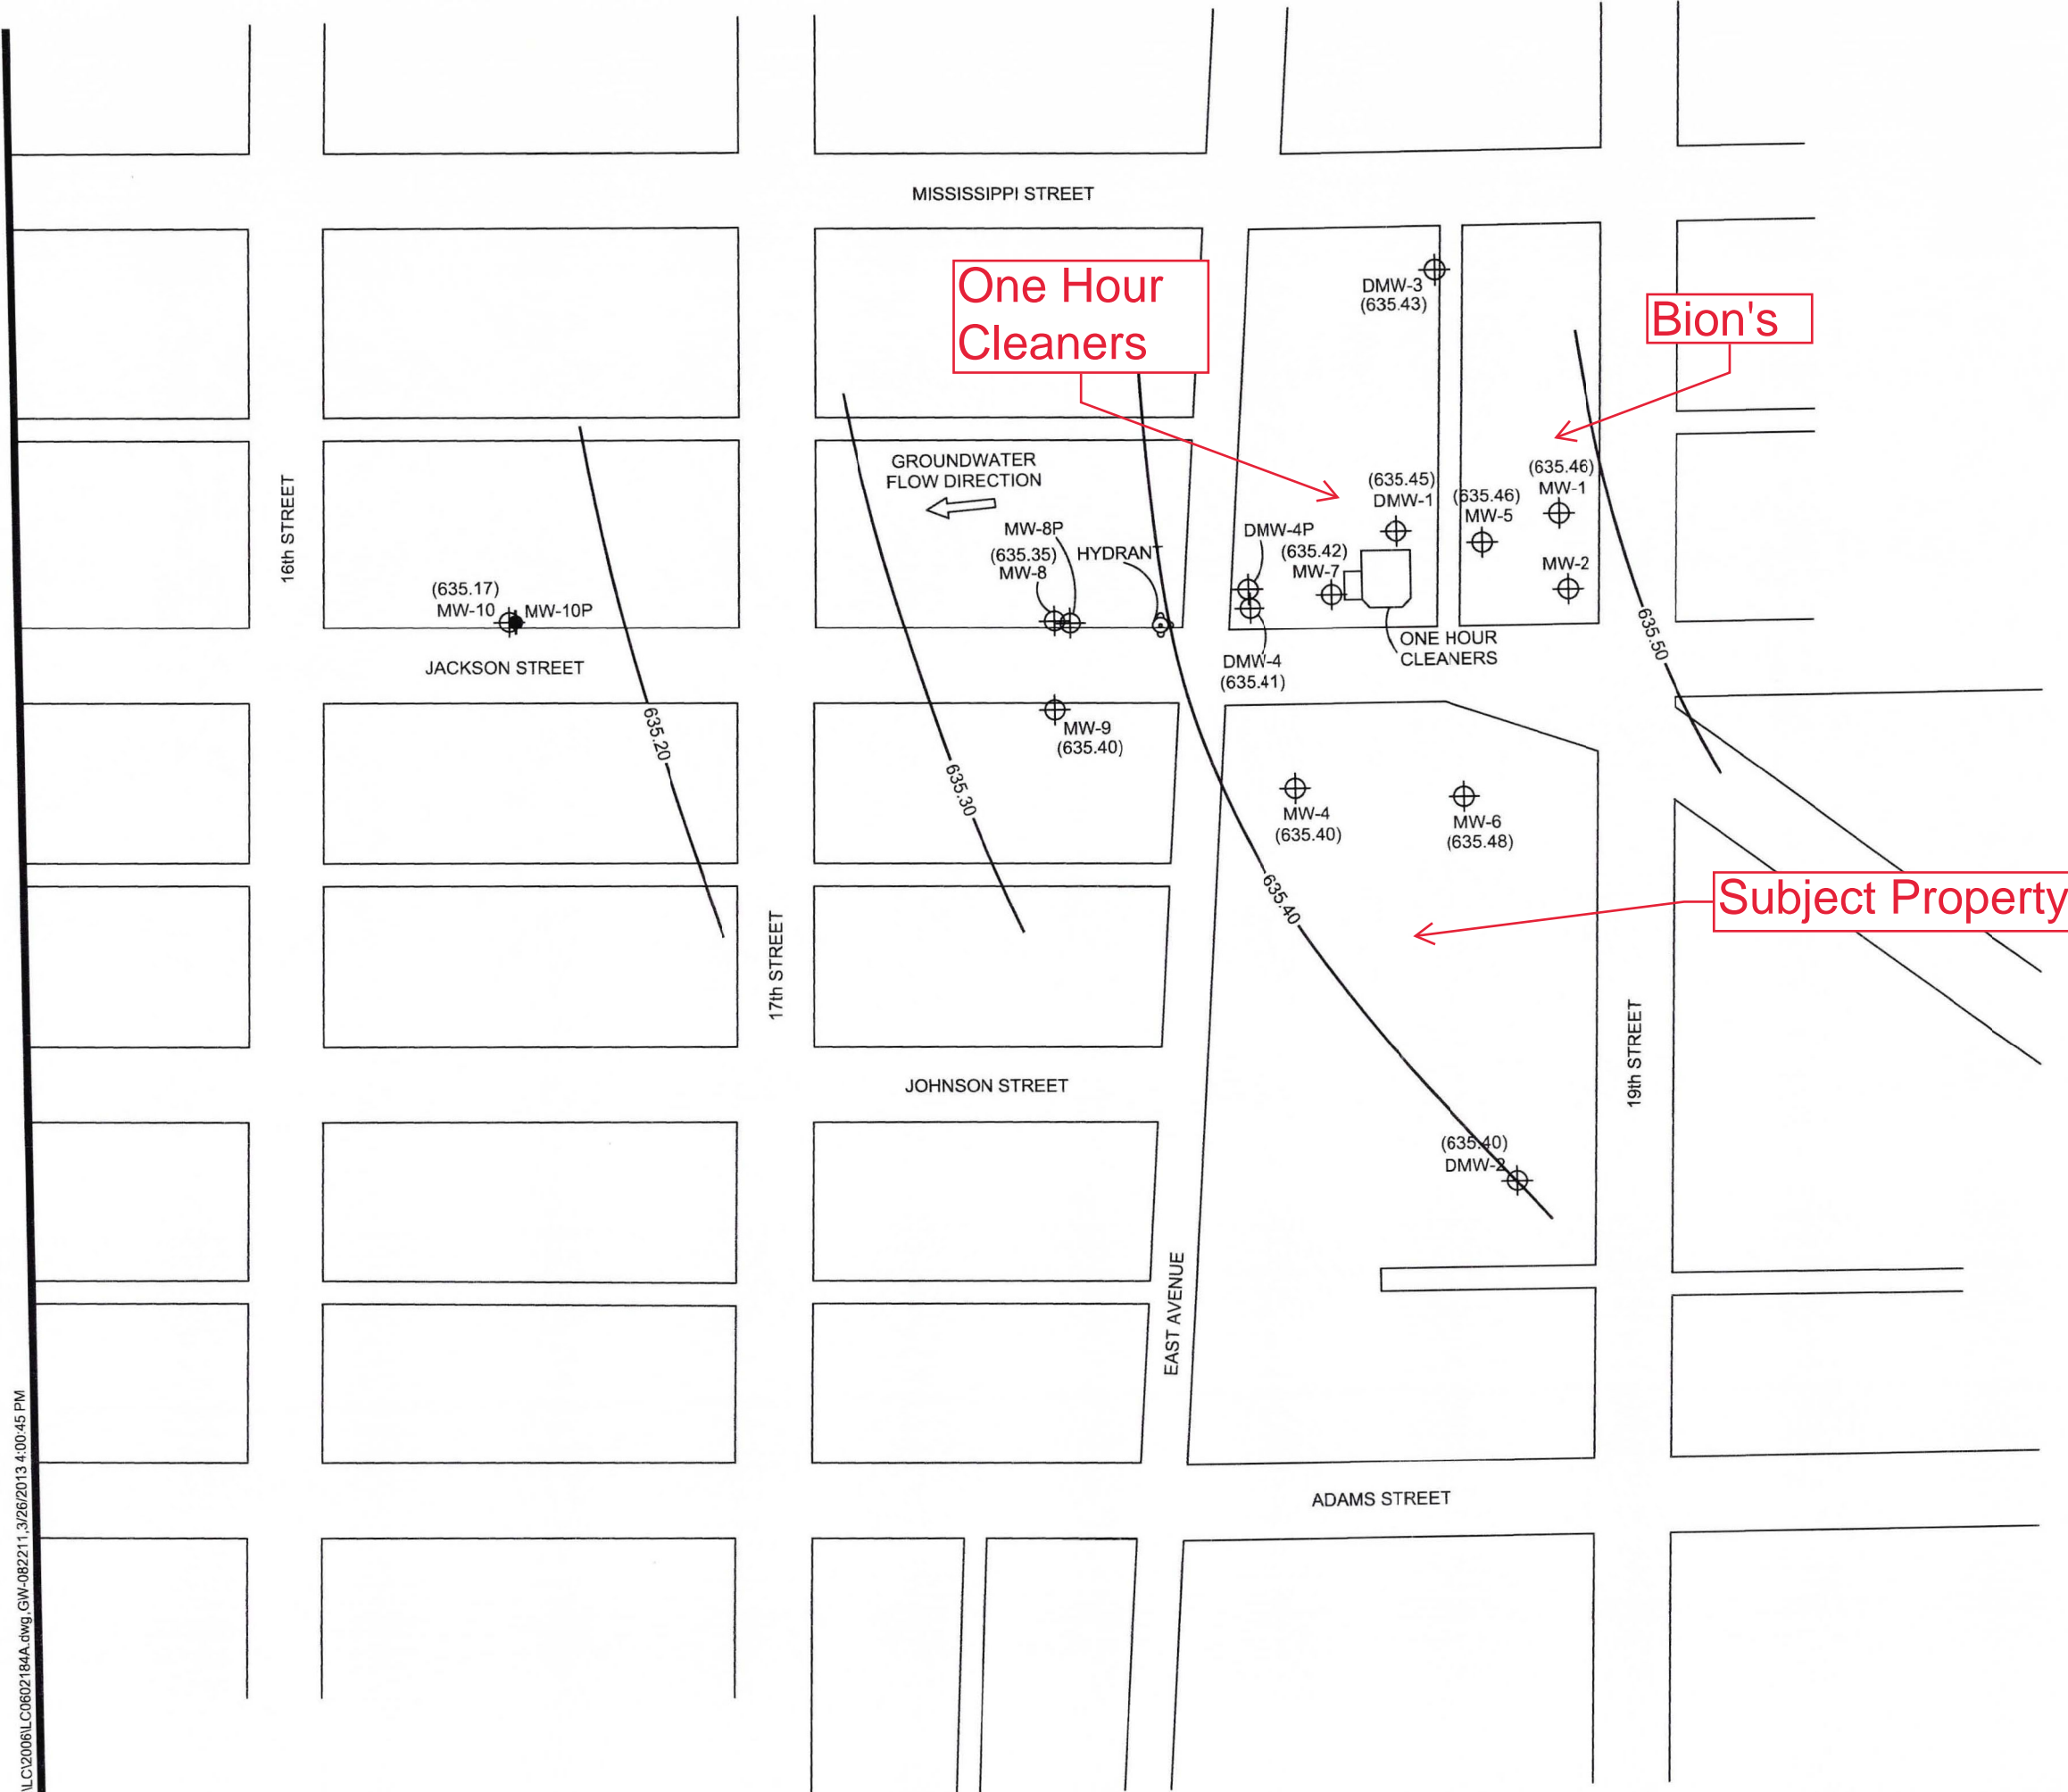 MISSISSIPPI STREET
One Hour
Cleaners
DMW-3
(635.43)
Bion's
GROUNDWATER
FLOW DIRECTION
16th STREET
(635.45)
DMW-1
(635.46)
MW-5
(635.46)
MW-1
MW-8P
(635.35)
MW-8
HYDRANT
DMW-4P
(635.42)
MW-7
MW-2
(635.17)
MW-10
MW-10P
JACKSON STREET
ONE HOUR
CLEANERS
DMW-4
(635.41)
635.50
MW-9
(635.40)
635.20
635.30
MW-4
(635.40)
MW-6
(635.48)
635.40
Subject Property
17th STREET
19th STREET
JOHNSON STREET
(635.40)
DMW-2
EAST AVENUE
ADAMS STREET
\LC\2006\LC0602184A.dwg,GW-082211,3/26/2013 4:00:45 PM